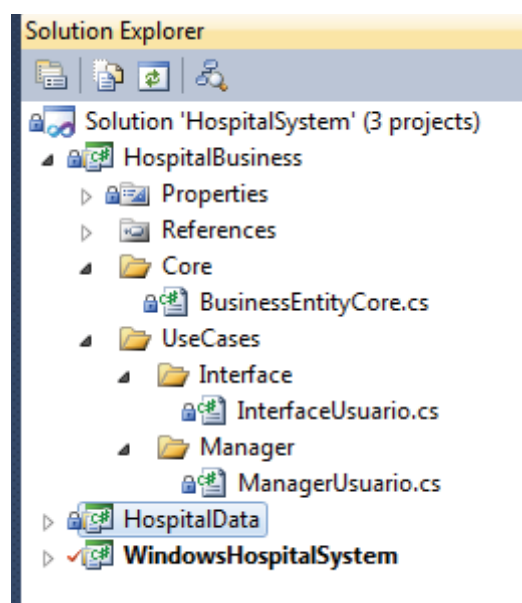 Solution Explorer
Solution 'HospitalSystem' (3 projects)
HospitalBusiness
Properties
References
Core
BusinessEntityCore.cs
UseCases
Interface
InterfaceUsuario.cs
Manager
ManagerUsuario.cs
HospitalData
WindowsHospitalSystem